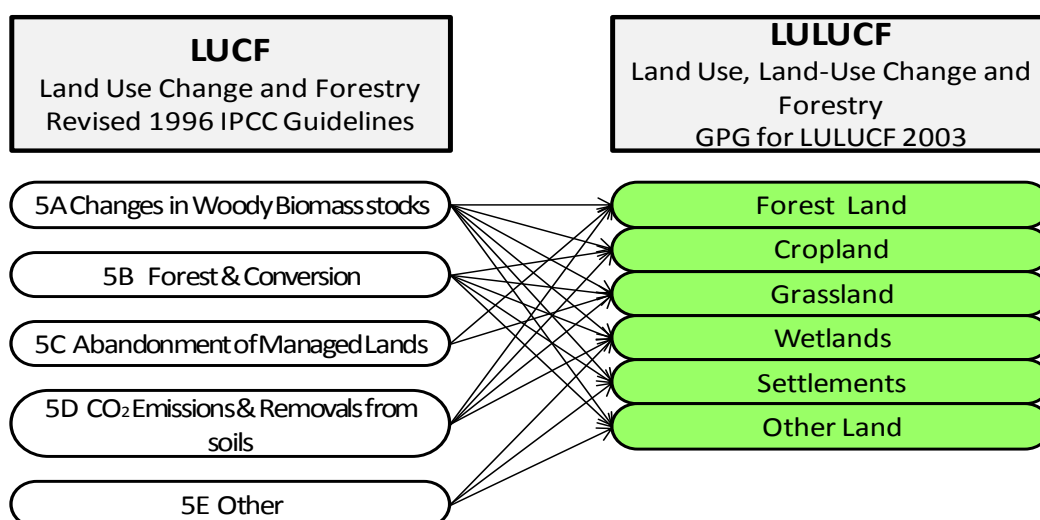 LUCF
Land Use Change and Forestry
Revised 1996 IPCC Guidelines
LULUCF
Land Use, Land-Use Change and
Forestry
GPG for LULUCF 2003
5A Changes in Woody Biomass stocks
5B Forest & Conversion
5C Abandonment of Managed Lands
5D CO₂ Emissions & Removals from
soils
5E Other
Forest Land
Cropland
Grassland
Wetlands
Settlements
Other Land